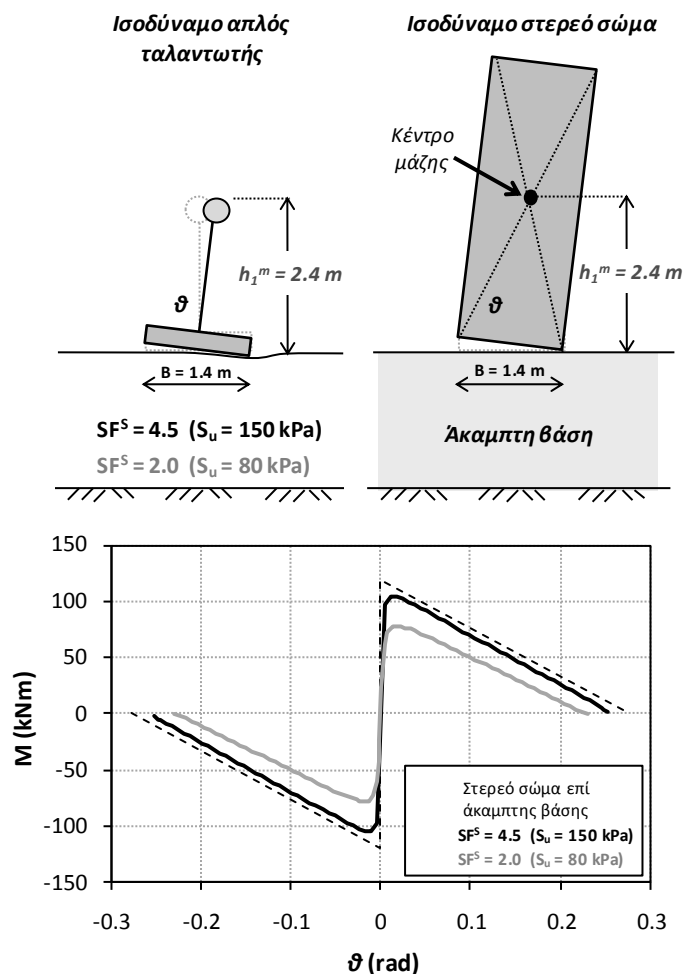 Ισοδύναμο απλός
ταλαντωτής
Ισοδύναμο στερεό σώμα
Κέντρο
μάζης
h₁ᵐ = 2.4 m
h₁ᵐ = 2.4 m
ϑ
ϑ
B = 1.4 m
B = 1.4 m
SFˢ = 4.5 (Sᵤ = 150 kPa)
SFˢ = 2.0 (Sᵤ = 80 kPa)
Άκαμπτη βάση
150
100
50
0
-50
-100
-150
M (kNm)
Στερεό σώμα επί
άκαμπτης βάσης
SFˢ = 4.5 (Sᵤ = 150 kPa)
SFˢ = 2.0 (Sᵤ = 80 kPa)
-0.3 -0.2 -0.1 0 0.1 0.2 0.3
ϑ (rad)